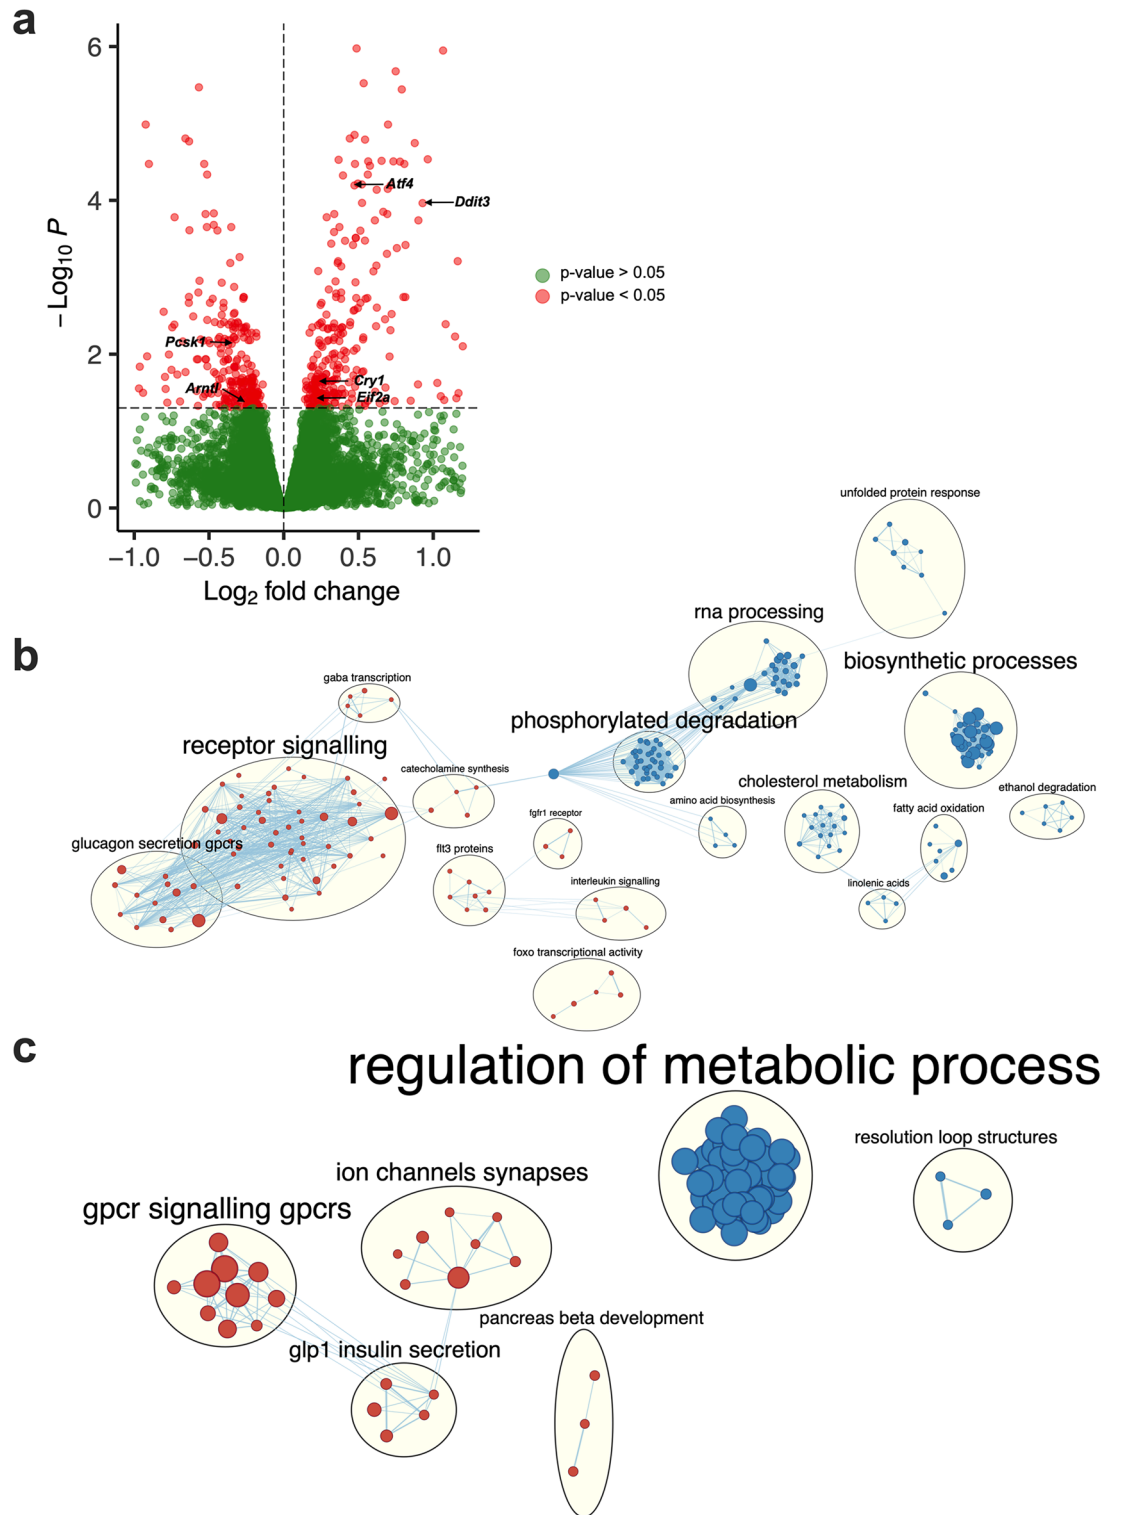 a
6
4
2
0
−Log10 P
Atf4
Ddit3
Pcsk1
Arntl
Cry1
Eif2a
p-value > 0.05
p-value < 0.05
−1.0 −0.5 0.0 0.5 1.0
Log2 fold change
b
unfolded protein response
rna processing
biosynthetic processes
gaba transcription
phosphorylated degradation
receptor signalling
catecholamine synthesis
cholesterol metabolism
ethanol degradation
amino acid biosynthesis
fatty acid oxidation
fgfr1 receptor
glucagon secretion gpcrs
flt3 proteins
interleukin signalling
linolenic acids
foxo transcriptional activity
c
regulation of metabolic process
resolution loop structures
ion channels synapses
gpcr signalling gpcrs
pancreas beta development
glp1 insulin secretion